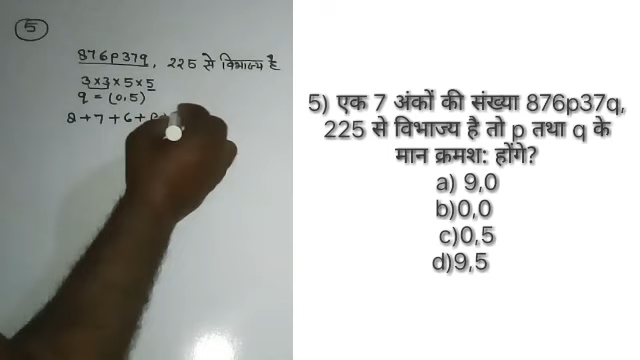 5
876p37q, 225 से विभाज्य है
3×3×5×5
q = (0,5)
8+7+6+p+
5) एक 7 अंकों की संख्या 876p37q,
225 से विभाज्य है तो p तथा q के
मान क्रमश: होंगे?
a) 9,0
b)0,0
c)0,5
d)9,5